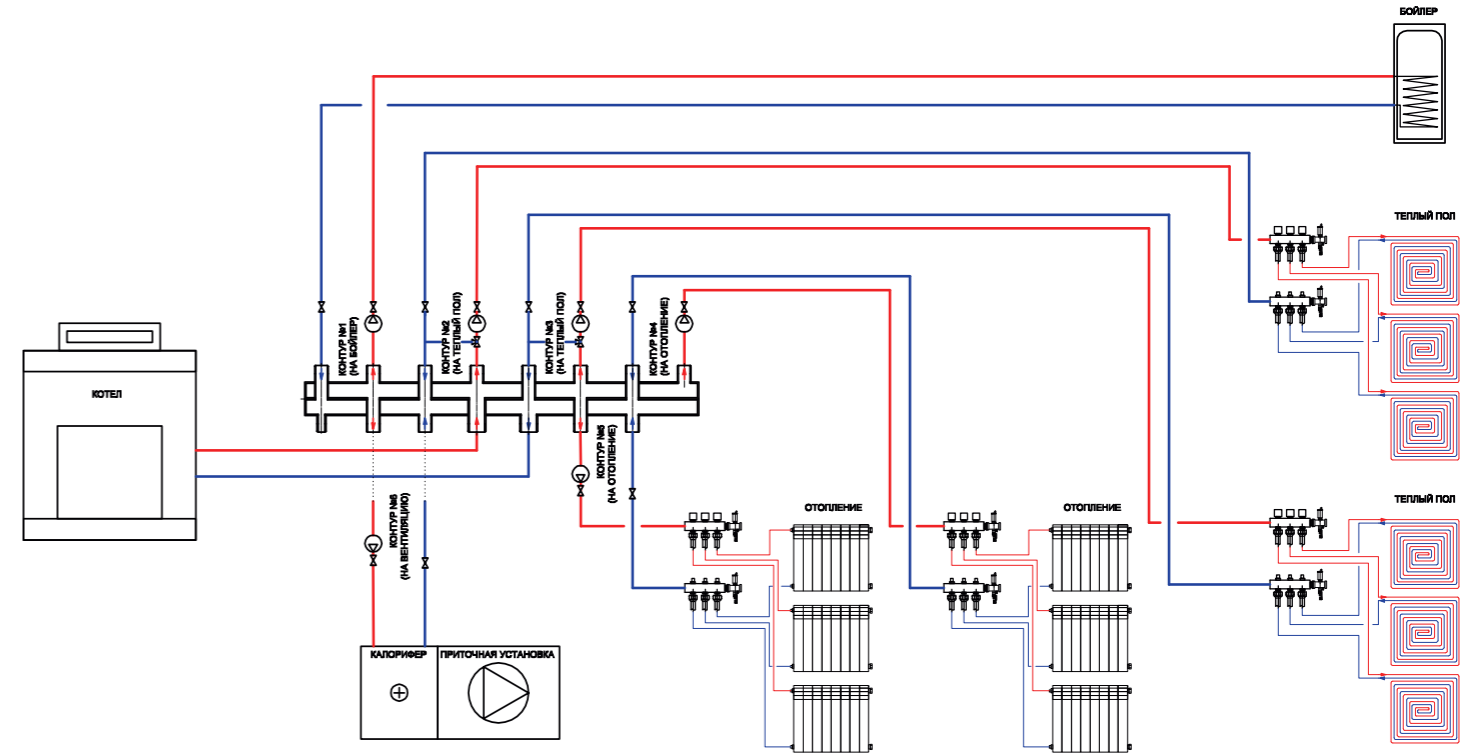 БОЙЛЕР
ТЕПЛЫЙ ПОЛ
КОНТУР №1
(НА БОЙЛЕР)
КОНТУР №2
(НА ТЕПЛЫЙ ПОЛ)
КОНТУР №3
(НА ТЕПЛЫЙ ПОЛ)
КОНТУР №4
(НА ОТОПЛЕНИЕ)
КОТЕЛ
КОНТУР №5
(НА ОТОПЛЕНИЕ)
КОНТУР №6
(НА ВЕНТИЛЯЦИЮ)
ОТОПЛЕНИЕ
ОТОПЛЕНИЕ
ТЕПЛЫЙ ПОЛ
КАЛОРИФЕР
ПРИТОЧНАЯ УСТАНОВКА